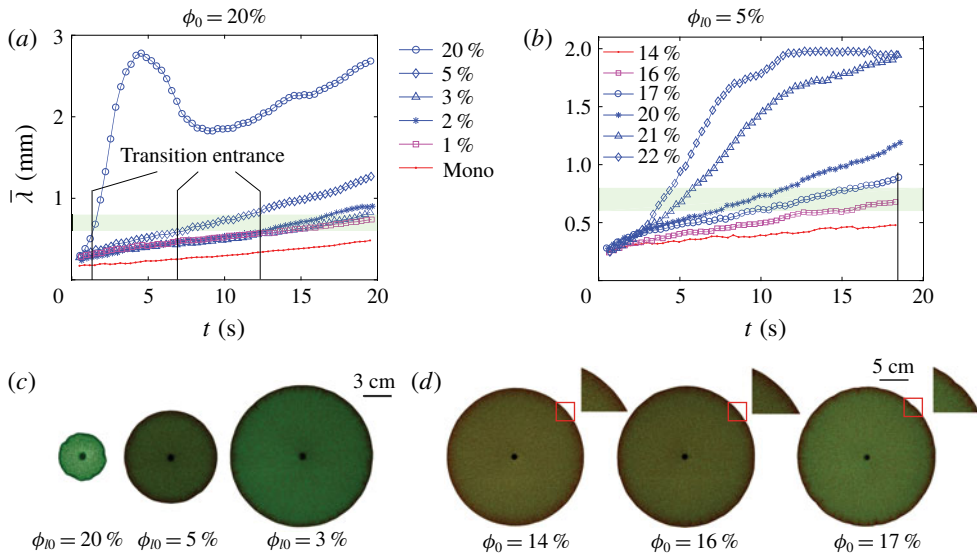 ϕ0 = 20%
(a)
3
2
1
0
5
10
15
20
λ̄ (mm)
t (s)
Transition entrance
20 %
5 %
3 %
2 %
1 %
Mono
ϕl0 = 5%
(b)
2.0
1.5
1.0
0.5
0
5
10
15
20
t (s)
14 %
16 %
17 %
20 %
21 %
22 %
(c)
3 cm
ϕl0 = 20 %
ϕl0 = 5 %
ϕl0 = 3 %
(d)
5 cm
ϕ0 = 14 %
ϕ0 = 16 %
ϕ0 = 17 %